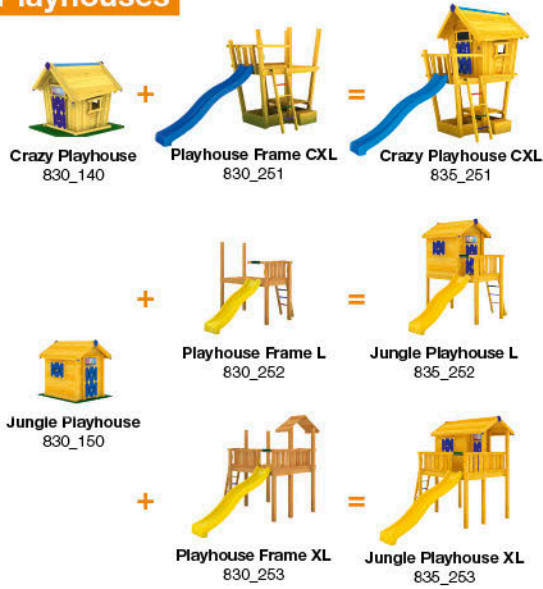 Playhouses
+
=
Crazy Playhouse
830_140
Playhouse Frame CXL
830_251
Crazy Playhouse CXL
835_251
+
=
Playhouse Frame L
830_252
Jungle Playhouse L
835_252
Jungle Playhouse
830_150
+
=
Playhouse Frame XL
830_253
Jungle Playhouse XL
835_253